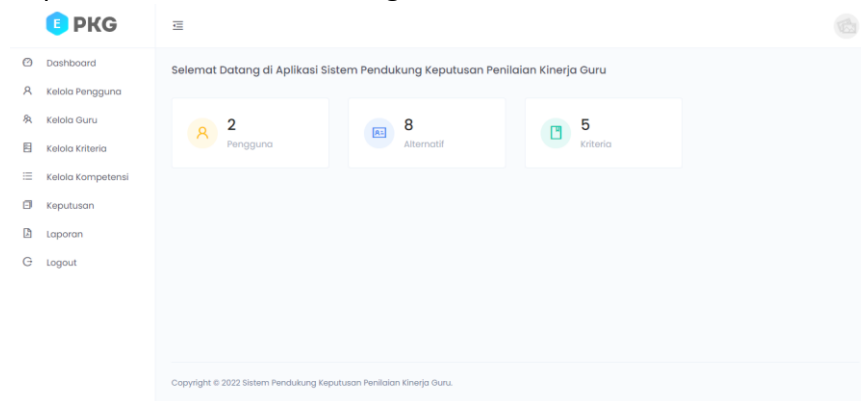 E PKG
Dashboard
Kelola Pengguna
Kelola Guru
Kelola Kriteria
Kelola Kompetensi
Keputusan
Laporan
Logout
Selemat Datang di Aplikasi Sistem Pendukung Keputusan Penilaian Kinerja Guru
2
Pengguna
8
Alternatif
5
Kriteria
Copyright © 2022 Sistem Pendukung Keputusan Penilaian Kinerja Guru.